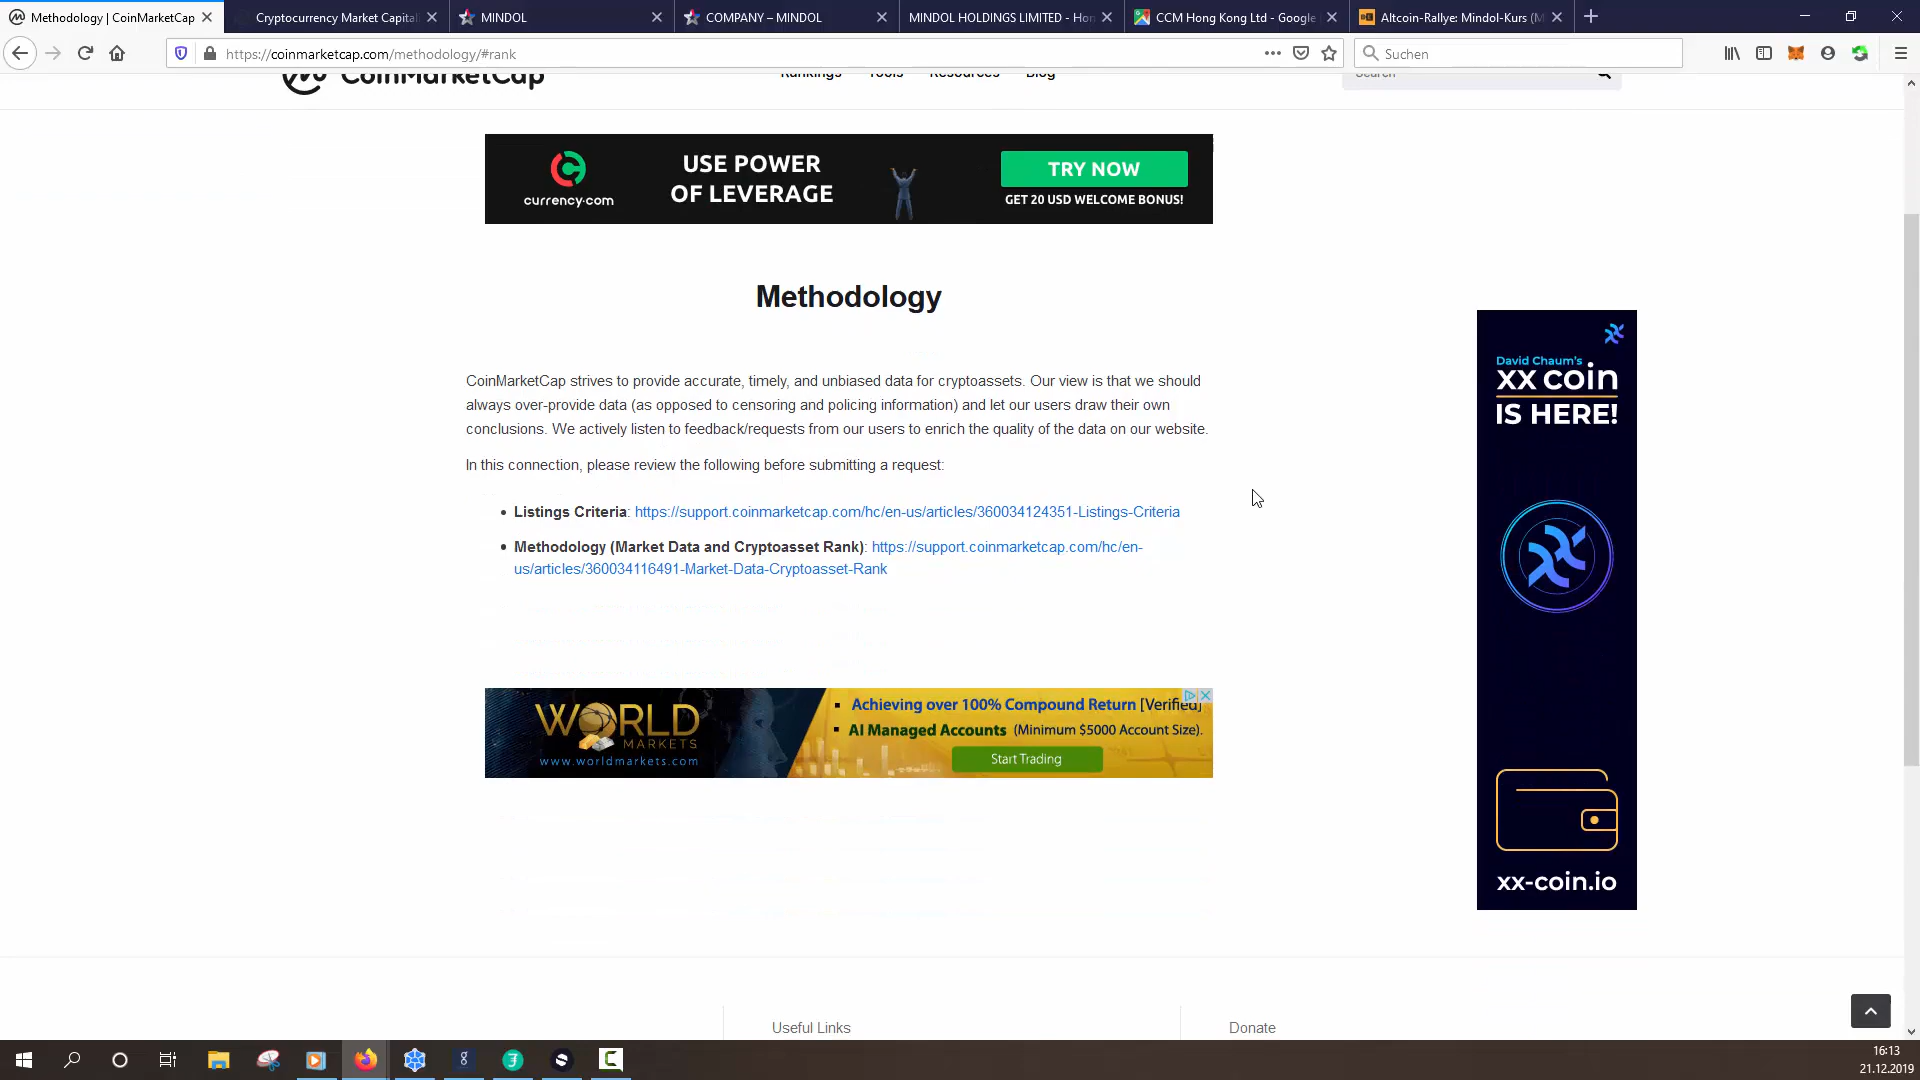 Methodology | CoinMarketCap
Cryptocurrency Market Capital
MINDOL
COMPANY – MINDOL
MINDOL HOLDINGS LIMITED - Hon
CCM Hong Kong Ltd - Google
Altcoin-Rallye: Mindol-Kurs (M
https://coinmarketcap.com/methodology/#rank
Suchen
CoinMarketCap
Rankings
Tools
Resources
Blog
Search
currency.com
USE POWER
OF LEVERAGE
TRY NOW
GET 20 USD WELCOME BONUS!
Methodology
CoinMarketCap strives to provide accurate, timely, and unbiased data for cryptoassets. Our view is that we should
always over-provide data (as opposed to censoring and policing information) and let our users draw their own
conclusions. We actively listen to feedback/requests from our users to enrich the quality of the data on our website.
In this connection, please review the following before submitting a request:
• Listings Criteria: https://support.coinmarketcap.com/hc/en-us/articles/360034124351-Listings-Criteria
• Methodology (Market Data and Cryptoasset Rank): https://support.coinmarketcap.com/hc/en-
us/articles/360034116491-Market-Data-Cryptoasset-Rank
David Chaum's
xx coin
IS HERE!
xx-coin.io
WORLD
MARKETS
www.worldmarkets.com
Achieving over 100% Compound Return [Verified]
AI Managed Accounts (Minimum $5000 Account Size).
Start Trading
Useful Links
Donate
16:13
21.12.2019